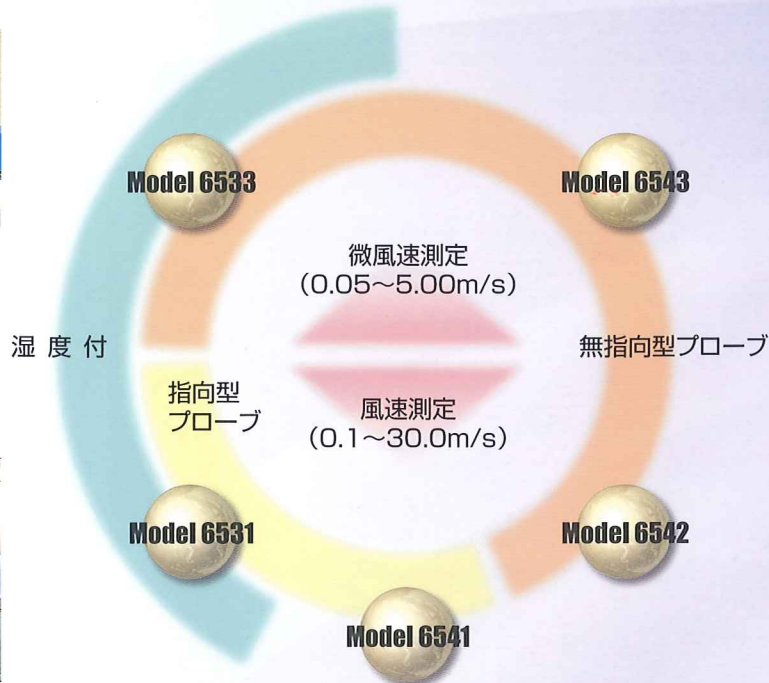 Model 6533
Model 6543
微風速測定
(0.05～5.00m/s)
湿度付
無指向型プローブ
指向型
プローブ
風速測定
(0.1～30.0m/s)
Model 6531
Model 6542
Model 6541